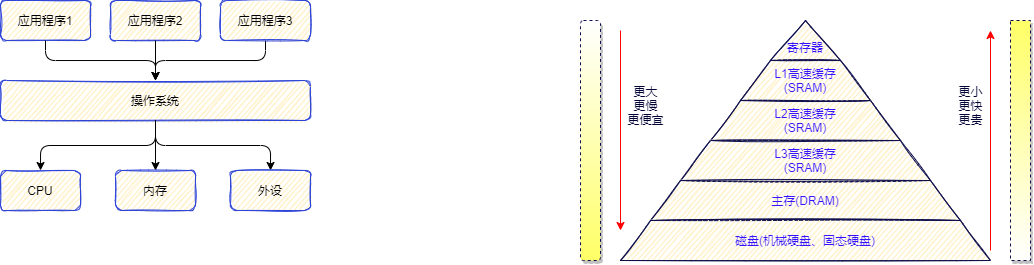 应用程序1
应用程序2
应用程序3
操作系统
CPU
内存
外设
更大
更慢
更便宜
寄存器
L1高速缓存
(SRAM)
L2高速缓存
(SRAM)
L3高速缓存
(SRAM)
主存(DRAM)
磁盘(机械硬盘、固态硬盘)
更小
更快
更贵